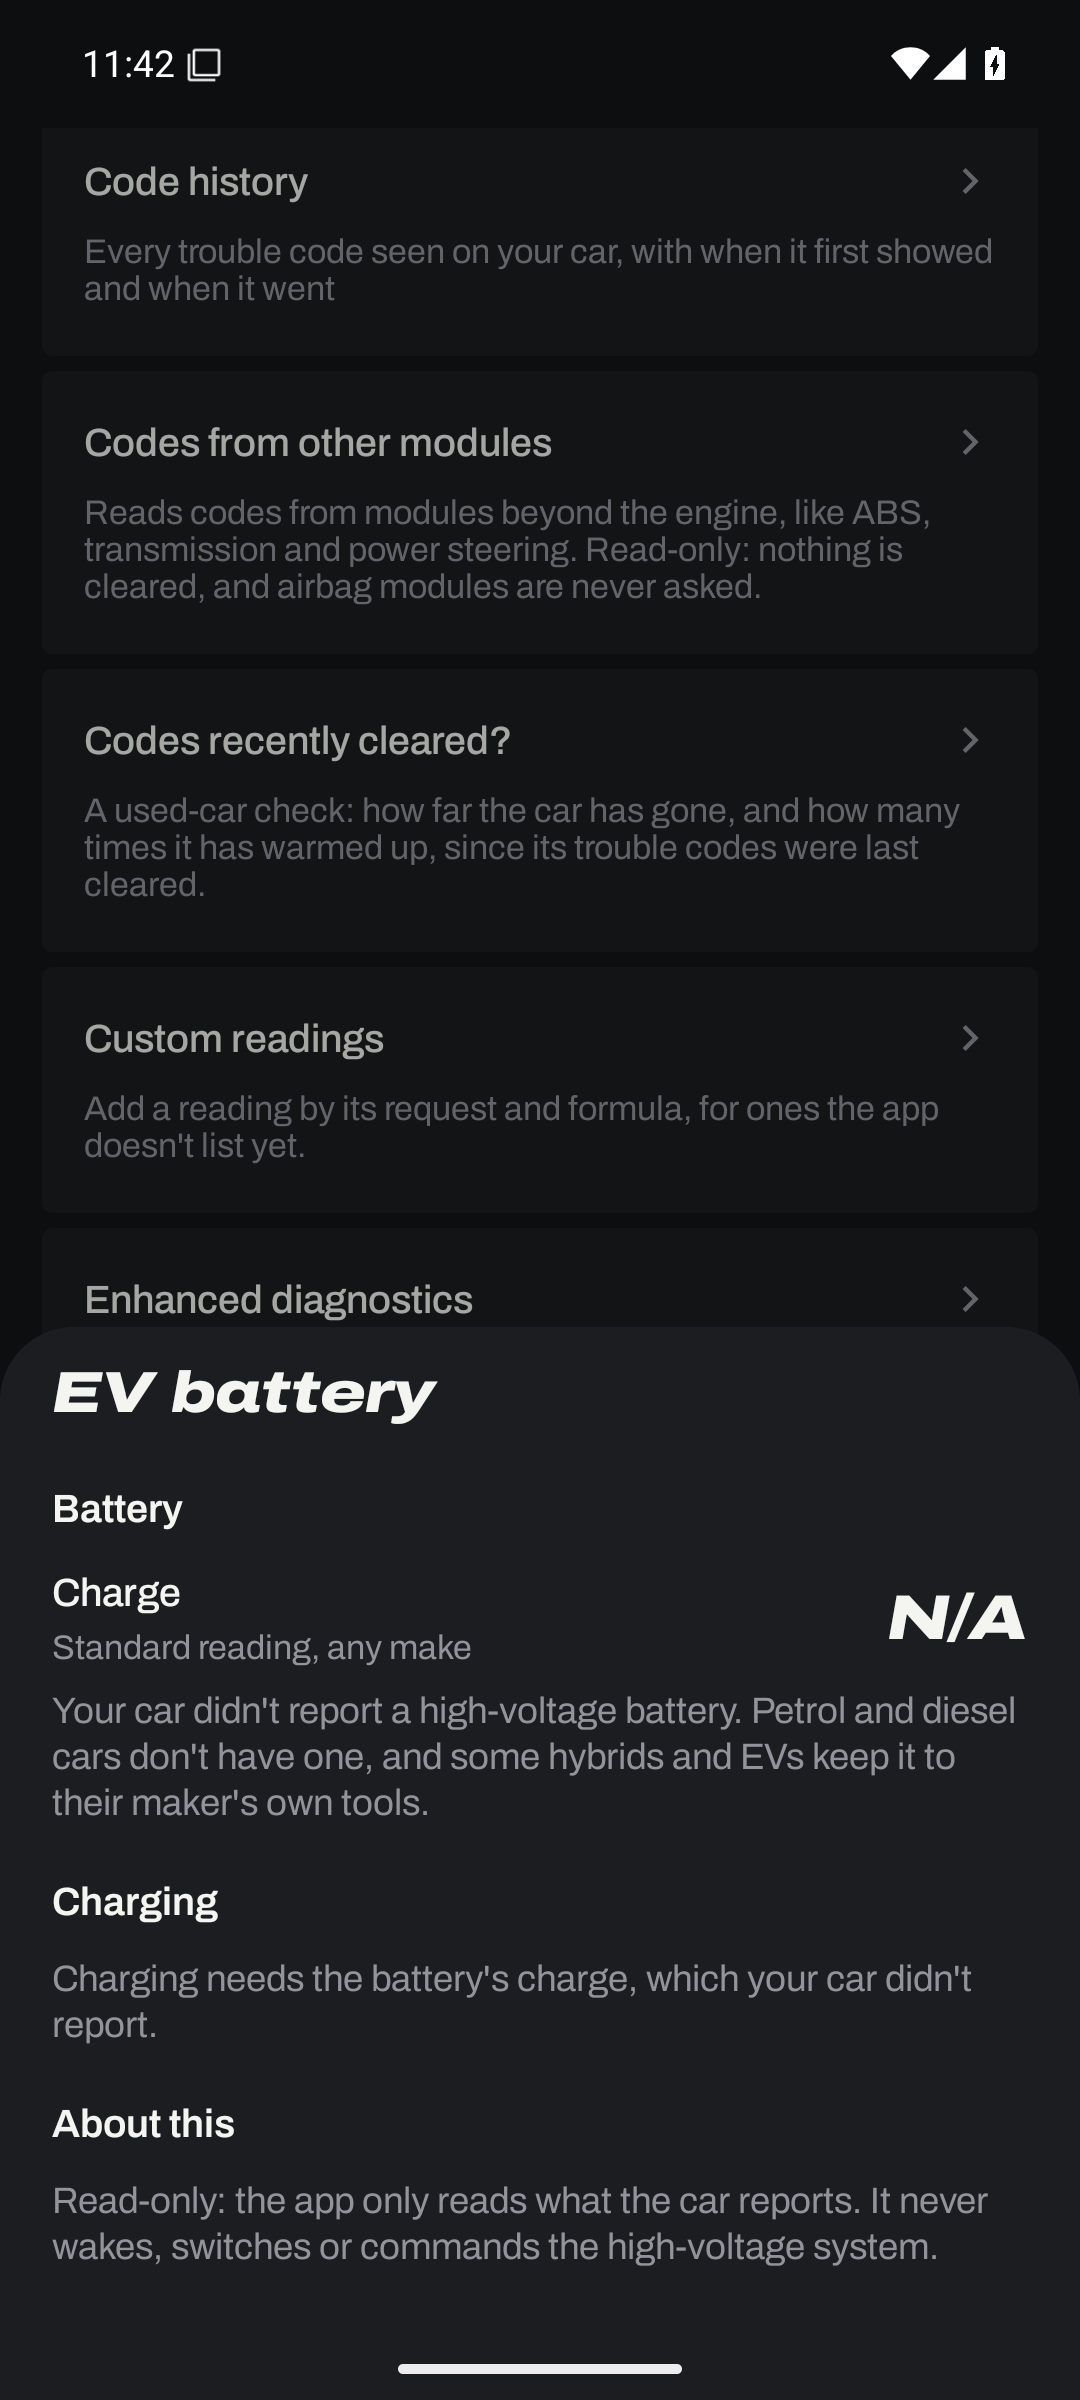 11:42
Code history
Every trouble code seen on your car, with when it first showed
and when it went
Codes from other modules
Reads codes from modules beyond the engine, like ABS,
transmission and power steering. Read-only: nothing is
cleared, and airbag modules are never asked.
Codes recently cleared?
A used-car check: how far the car has gone, and how many
times it has warmed up, since its trouble codes were last
cleared.
Custom readings
Add a reading by its request and formula, for ones the app
doesn't list yet.
Enhanced diagnostics
EV battery
Battery
Charge
N/A
Standard reading, any make
Your car didn't report a high-voltage battery. Petrol and diesel
cars don't have one, and some hybrids and EVs keep it to
their maker's own tools.
Charging
Charging needs the battery's charge, which your car didn't
report.
About this
Read-only: the app only reads what the car reports. It never
wakes, switches or commands the high-voltage system.